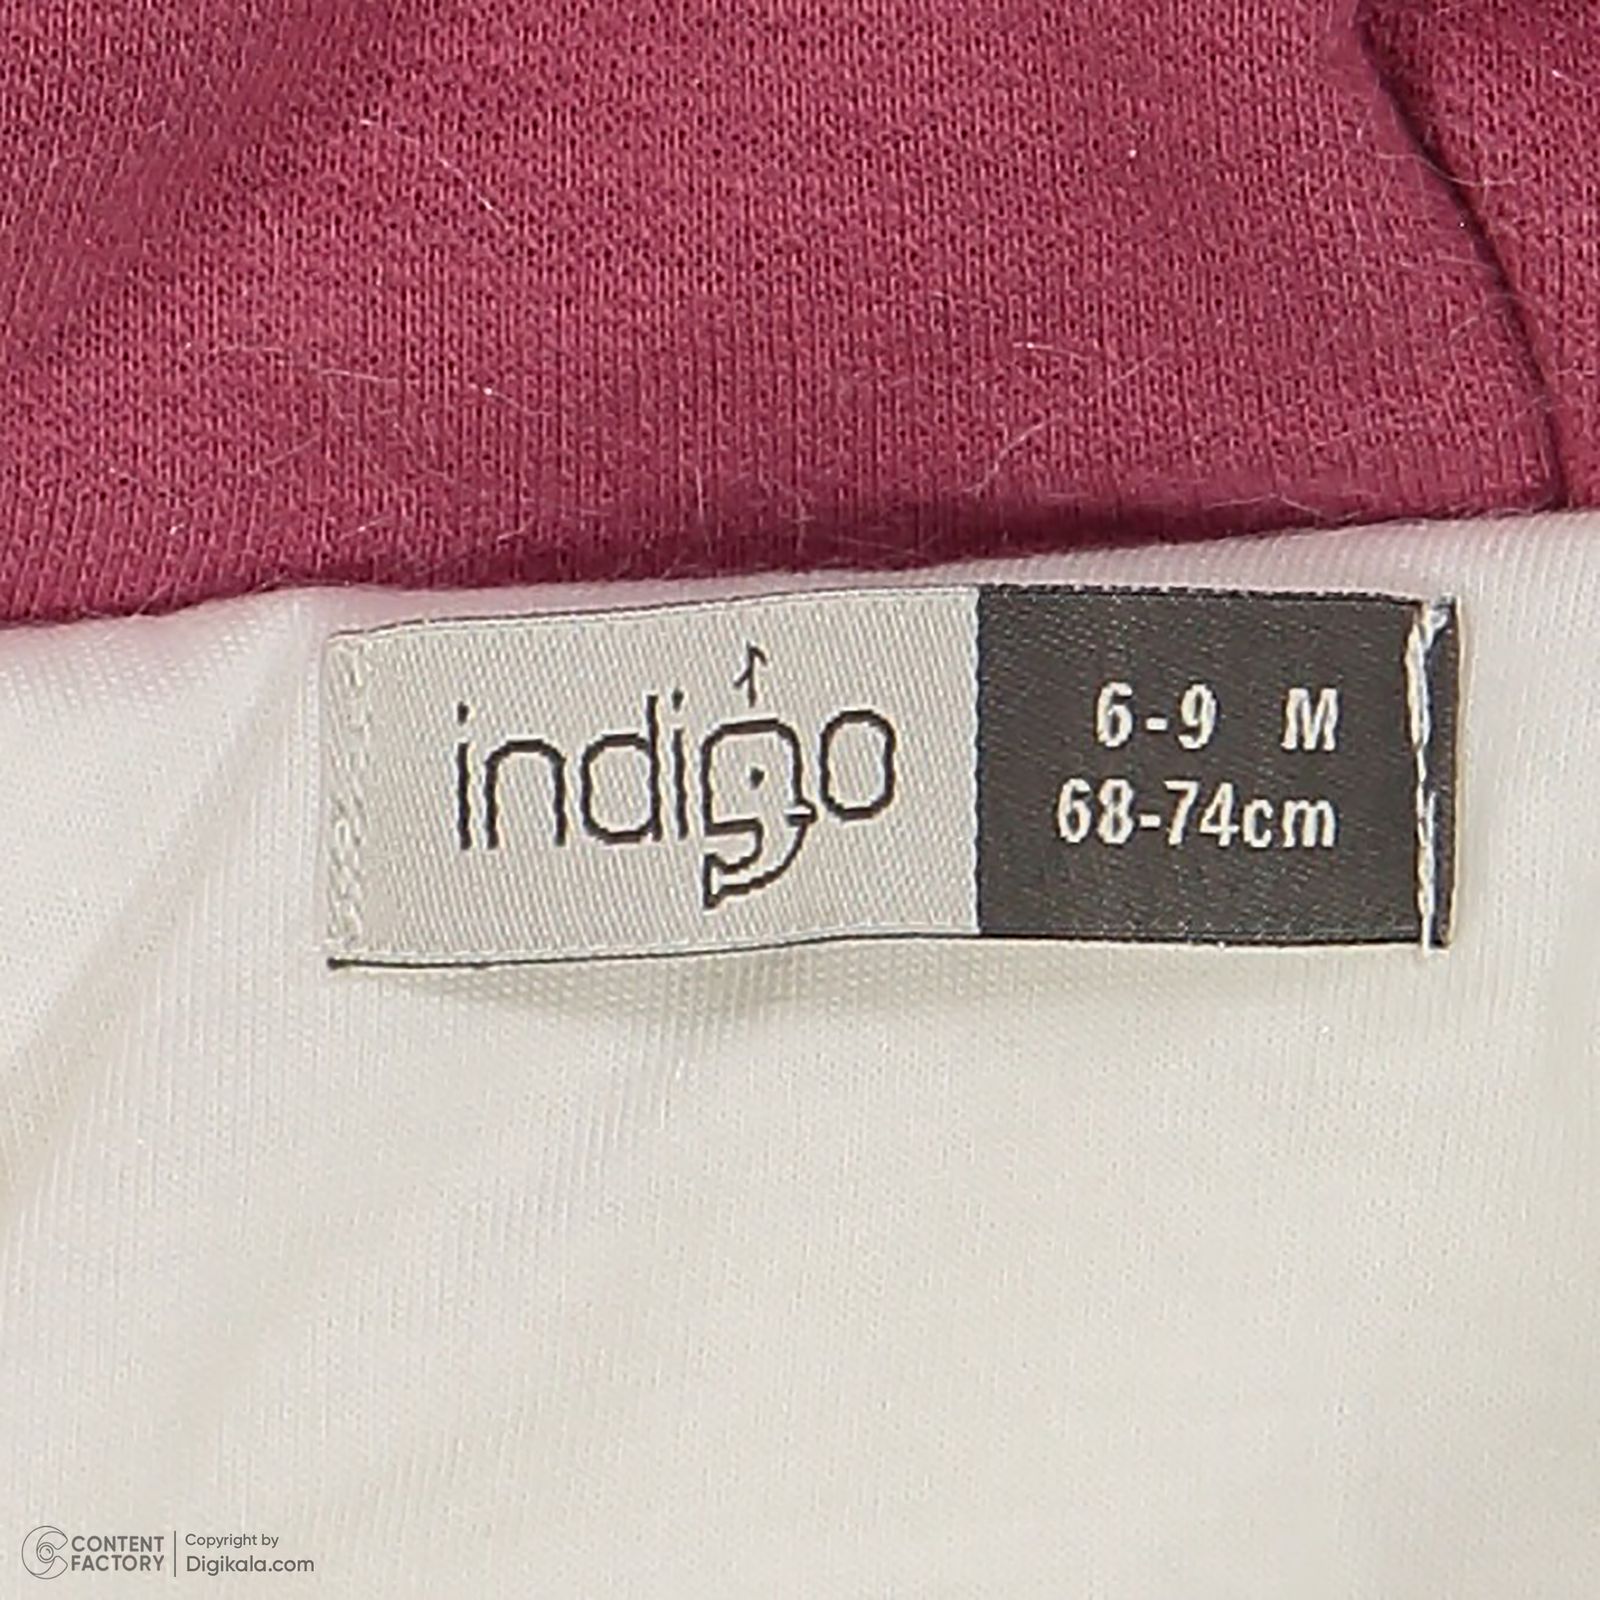 indigo
6-9 M
68-74cm
CONTENT FACTORY
Copyright by
Digikala.com